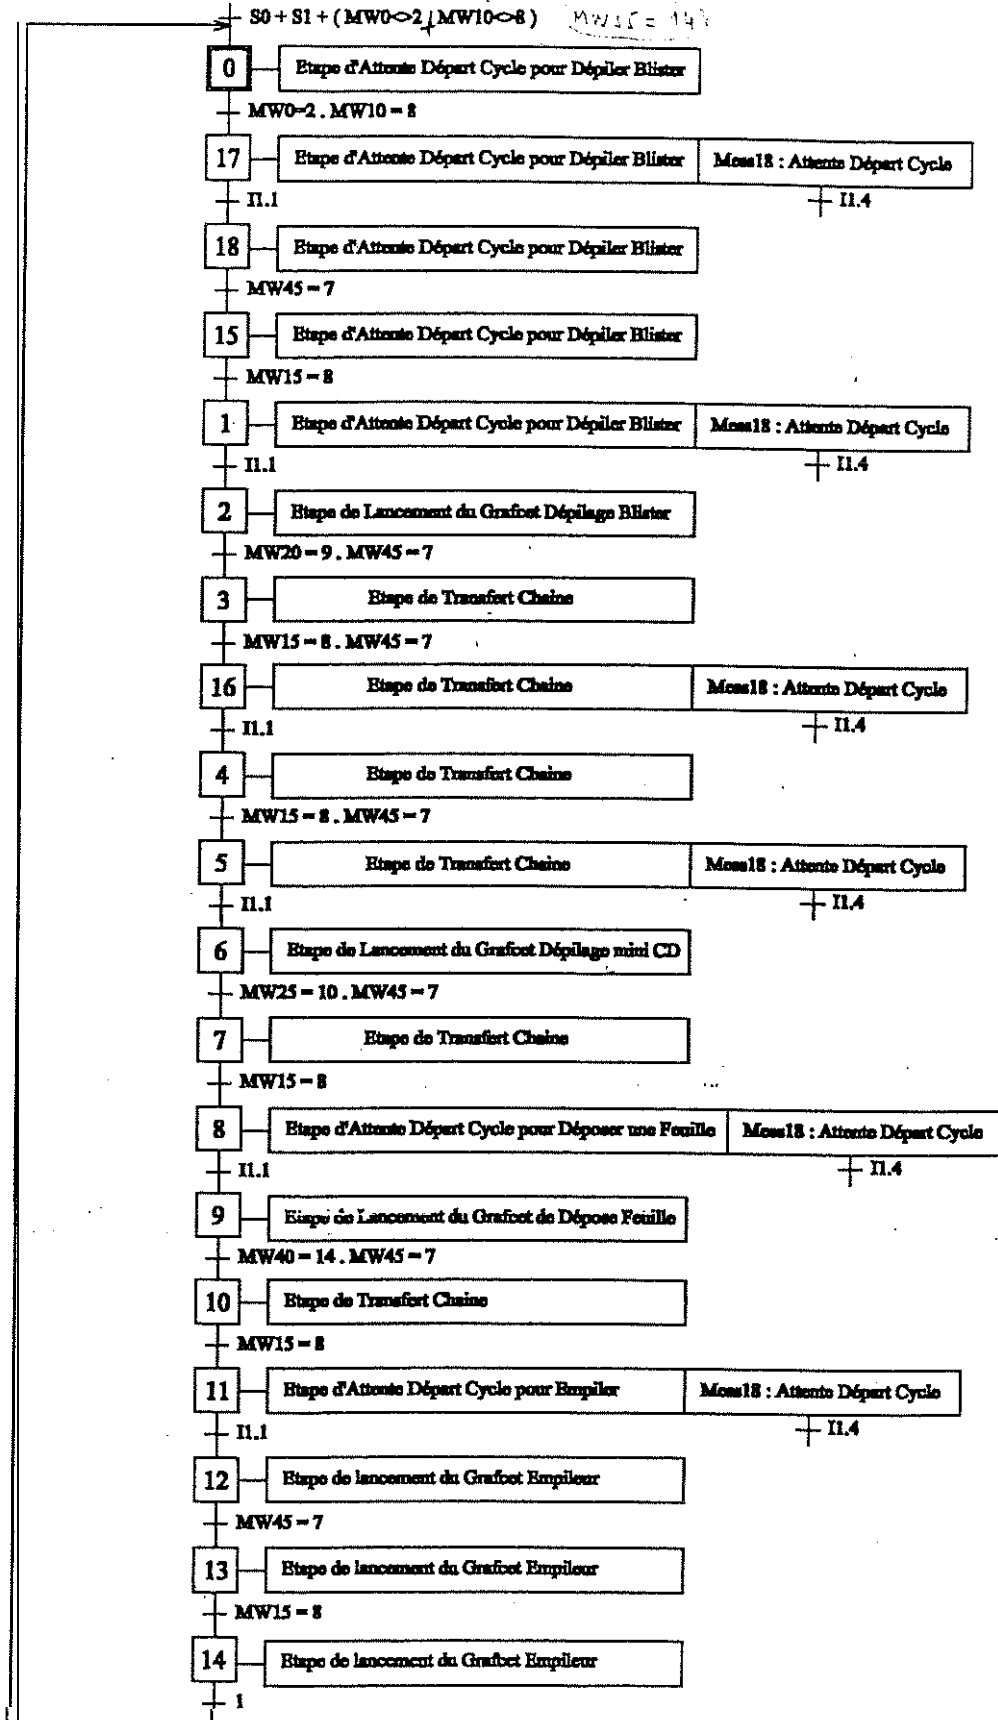 S0 + S1 + ( MW0<>2 / MW10<>8 )
0 Etape d'Attente Départ Cycle pour Dépiler Blister
MW0=2 . MW10 = 8
17 Etape d'Attente Départ Cycle pour Dépiler Blister Mess18 : Attente Départ Cycle
I1.1 I1.4
18 Etape d'Attente Départ Cycle pour Dépiler Blister
MW45 = 7
15 Etape d'Attente Départ Cycle pour Dépiler Blister
MW15 = 8
1 Etape d'Attente Départ Cycle pour Dépiler Blister Mess18 : Attente Départ Cycle
I1.1 I1.4
2 Etape de Lancement du Grafcet Dépilage Blister
MW20 = 9 . MW45 = 7
3 Etape de Transfert Chaine
MW15 = 8 . MW45 = 7
16 Etape de Transfert Chaine Mess18 : Attente Départ Cycle
I1.1 I1.4
4 Etape de Transfert Chaine
MW15 = 8 . MW45 = 7
5 Etape de Transfert Chaine Mess18 : Attente Départ Cycle
I1.1 I1.4
6 Etape de Lancement du Grafcet Dépilage mini CD
MW25 = 10 . MW45 = 7
7 Etape de Transfert Chaine
MW15 = 8
8 Etape d'Attente Départ Cycle pour Déposer une Feuille Mess18 : Attente Départ Cycle
I1.1 I1.4
9 Etape de Lancement du Grafcet de Dépose Feuille
MW40 = 14 . MW45 = 7
10 Etape de Transfert Chaine
MW15 = 8
11 Etape d'Attente Départ Cycle pour Empiler Mess18 : Attente Départ Cycle
I1.1 I1.4
12 Etape de lancement du Grafcet Empileur
MW45 = 7
13 Etape de lancement du Grafcet Empileur
MW15 = 8
14 Etape de lancement du Grafcet Empileur
1